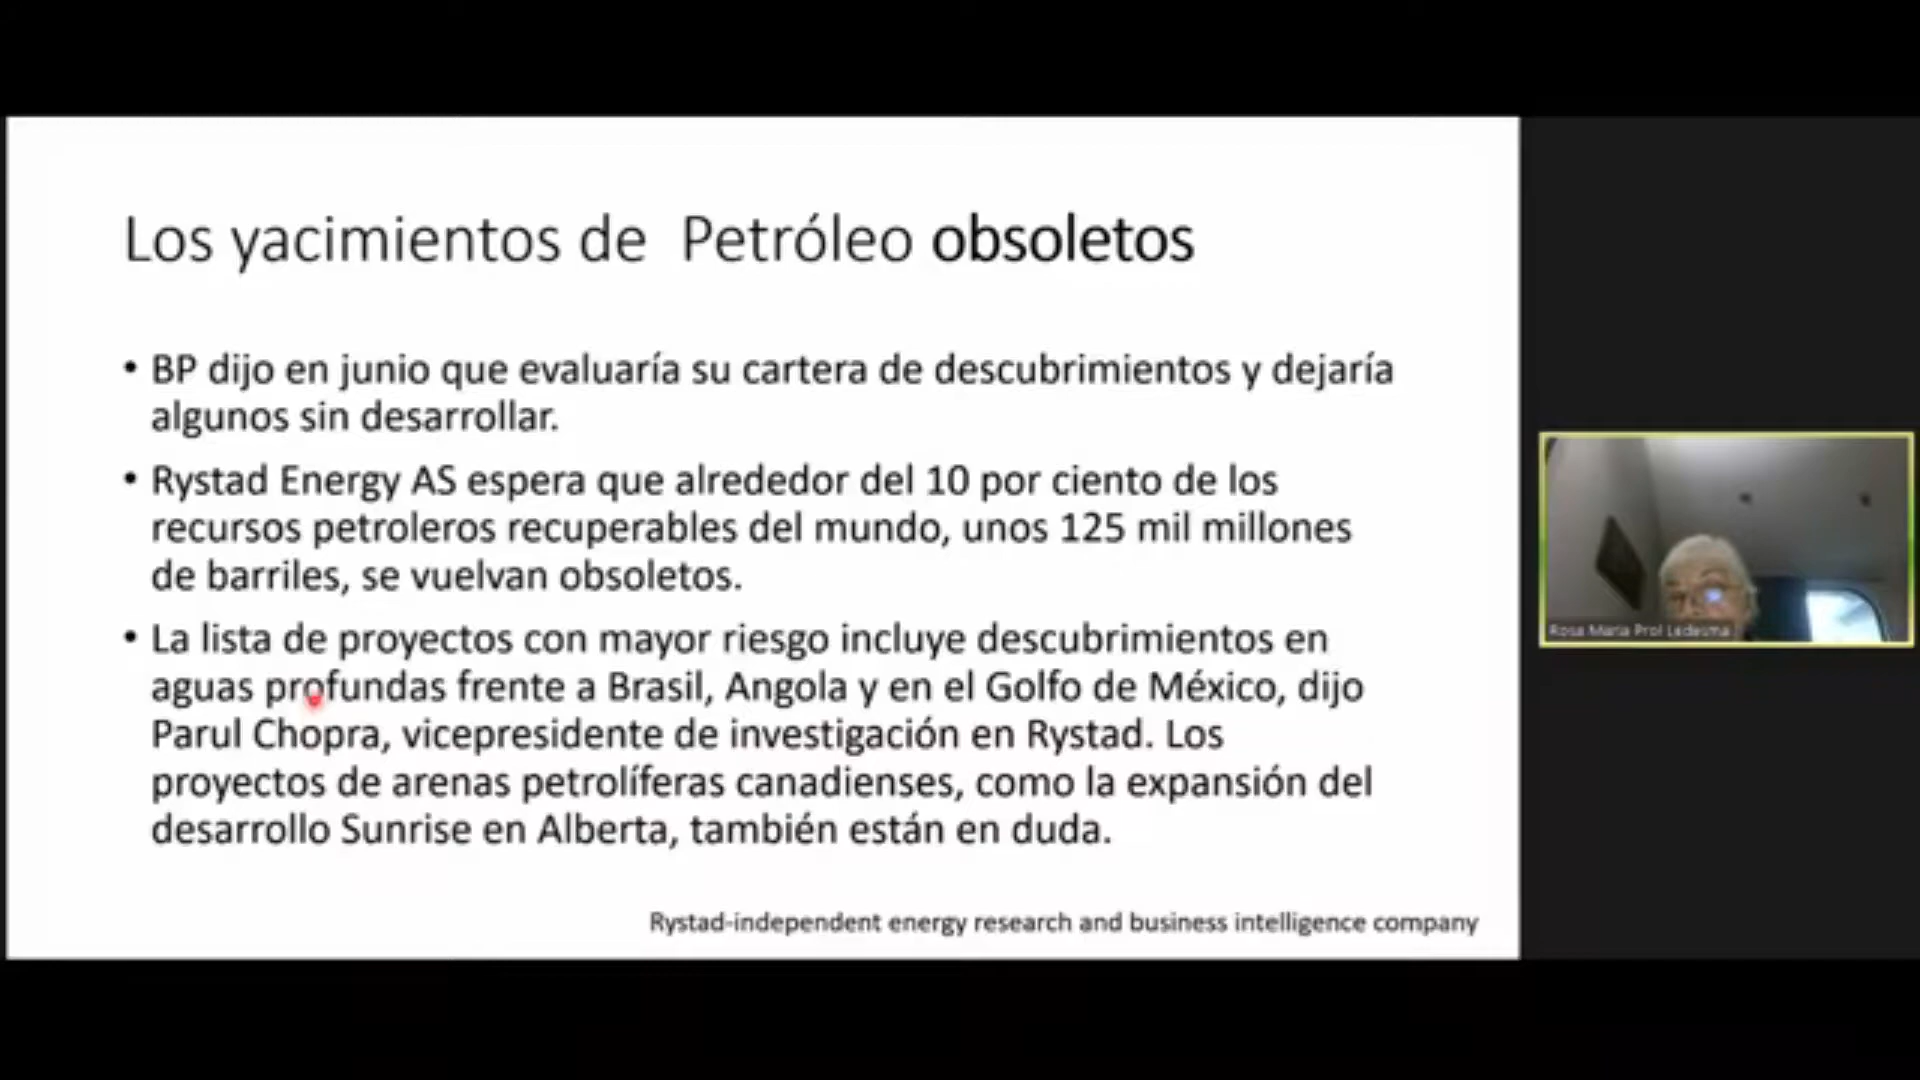 Los yacimientos de Petróleo obsoletos
• BP dijo en junio que evaluaría su cartera de descubrimientos y dejaría
algunos sin desarrollar.
• Rystad Energy AS espera que alrededor del 10 por ciento de los
recursos petroleros recuperables del mundo, unos 125 mil millones
de barriles, se vuelvan obsoletos.
• La lista de proyectos con mayor riesgo incluye descubrimientos en
aguas profundas frente a Brasil, Angola y en el Golfo de México, dijo
Parul Chopra, vicepresidente de investigación en Rystad. Los
proyectos de arenas petrolíferas canadienses, como la expansión del
desarrollo Sunrise en Alberta, también están en duda.
Rystad-independent energy research and business intelligence company
Rosa Maria Prol Ledesma